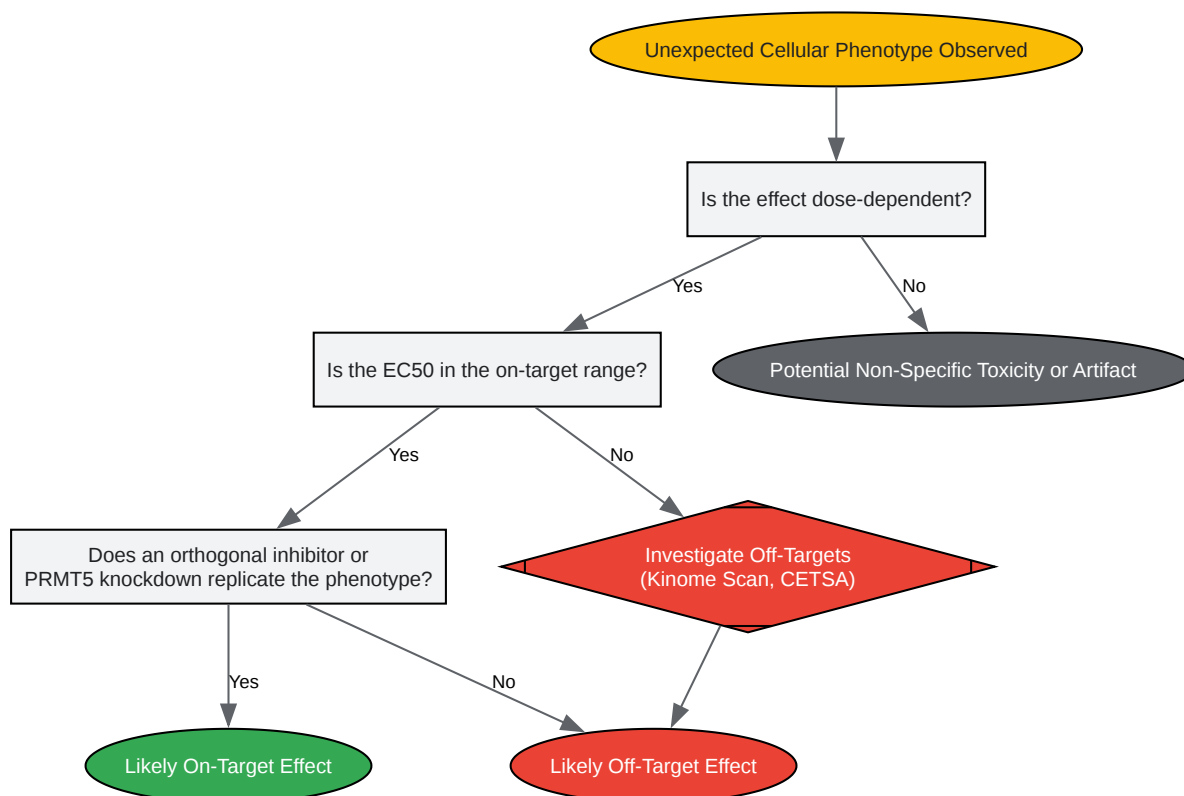 Unexpected Cellular Phenotype Observed
Is the effect dose-dependent?
Yes
No
Is the EC50 in the on-target range?
Potential Non-Specific Toxicity or Artifact
Yes
No
Does an orthogonal inhibitor or
PRMT5 knockdown replicate the phenotype?
Investigate Off-Targets
(Kinome Scan, CETSA)
Yes
No
Likely On-Target Effect
Likely Off-Target Effect